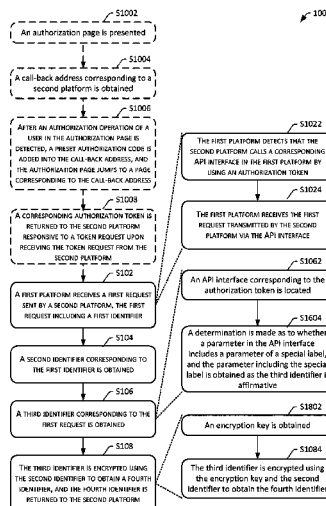 100
S1002
An authorization page is presented
S1004
A call-back address corresponding to a
second platform is obtained
S1006
AFTER AN AUTHORIZATION OPERATION OF A
USER IN THE AUTHORIZATION PAGE IS
DETECTED, A PRESET AUTHORIZATION CODE IS
ADDED INTO THE CALL-BACK ADDRESS, AND
THE AUTHORIZATION PAGE JUMPS TO A PAGE
CORRESPONDING TO THE CALL-BACK ADDRESS
S1008
A CORRESPONDING AUTHORIZATION TOKEN IS
RETURNED TO THE SECOND PLATFORM
RESPONSIVE TO A TOKEN REQUEST UPON
RECEIVING THE TOKEN REQUEST FROM THE
SECOND PLATFORM
S102
A FIRST PLATFORM RECEIVES A FIRST REQUEST
SENT BY A SECOND PLATFORM, THE FIRST
REQUEST INCLUDING A FIRST IDENTIFIER
S104
A SECOND IDENTIFIER CORRESPONDING TO
THE FIRST IDENTIFIER IS OBTAINED
S106
A THIRD IDENTIFIER CORRESPONDING TO THE
FIRST REQUEST IS OBTAINED
S108
THE THIRD IDENTIFIER IS ENCRYPTED USING
THE SECOND IDENTIFIER TO OBTAIN A FOURTH
IDENTIFIER, AND THE FOURTH IDENTIFIER IS
RETURNED TO THE SECOND PLATFORM
S1022
THE FIRST PLATFORM DETECTS THAT THE
SECOND PLATFORM CALLS A CORRESPONDING
API INTERFACE IN THE FIRST PLATFORM BY
USING AN AUTHORIZATION TOKEN
S1024
THE FIRST PLATFORM RECEIVES THE FIRST
REQUEST TRANSMITTED BY THE SECOND
PLATFORM VIA THE API INTERFACE
S1062
An API interface corresponding to the
authorization token is located
S1604
A determination is made as to whether
a parameter in the API interface
includes a parameter of a special label,
and the parameter including the special
label is obtained as the third identifier i
affirmative
S1802
An encryption key is obtained
S1084
The third identifier is encrypted using
the encryption key and the second
identifier to obtain the fourth identifier